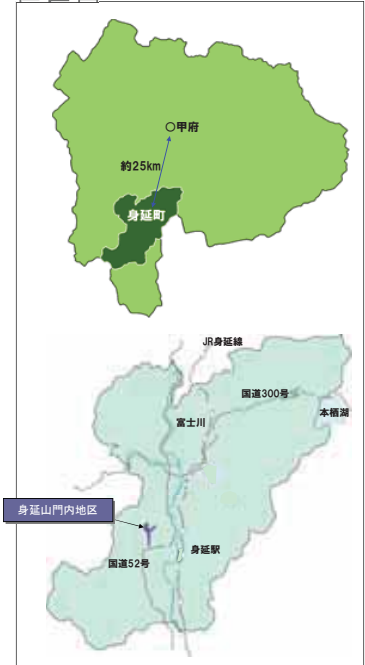 ○甲府
約25km
身延町
JR身延線
国道300号
本栖湖
富士川
身延山門内地区
身延駅
国道52号